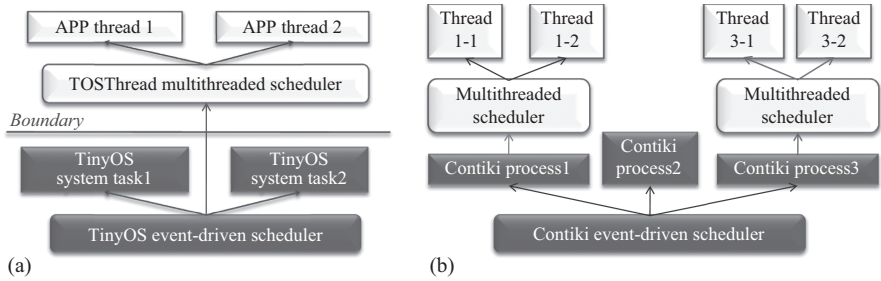 APP thread 1
APP thread 2
TOSThread multithreaded scheduler
Boundary
TinyOS
system task1
TinyOS
system task2
TinyOS event-driven scheduler
(a)
Thread
1-1
Thread
1-2
Thread
3-1
Thread
3-2
Multithreaded
scheduler
Multithreaded
scheduler
Contiki process1
Contiki
process2
Contiki process3
Contiki event-driven scheduler
(b)